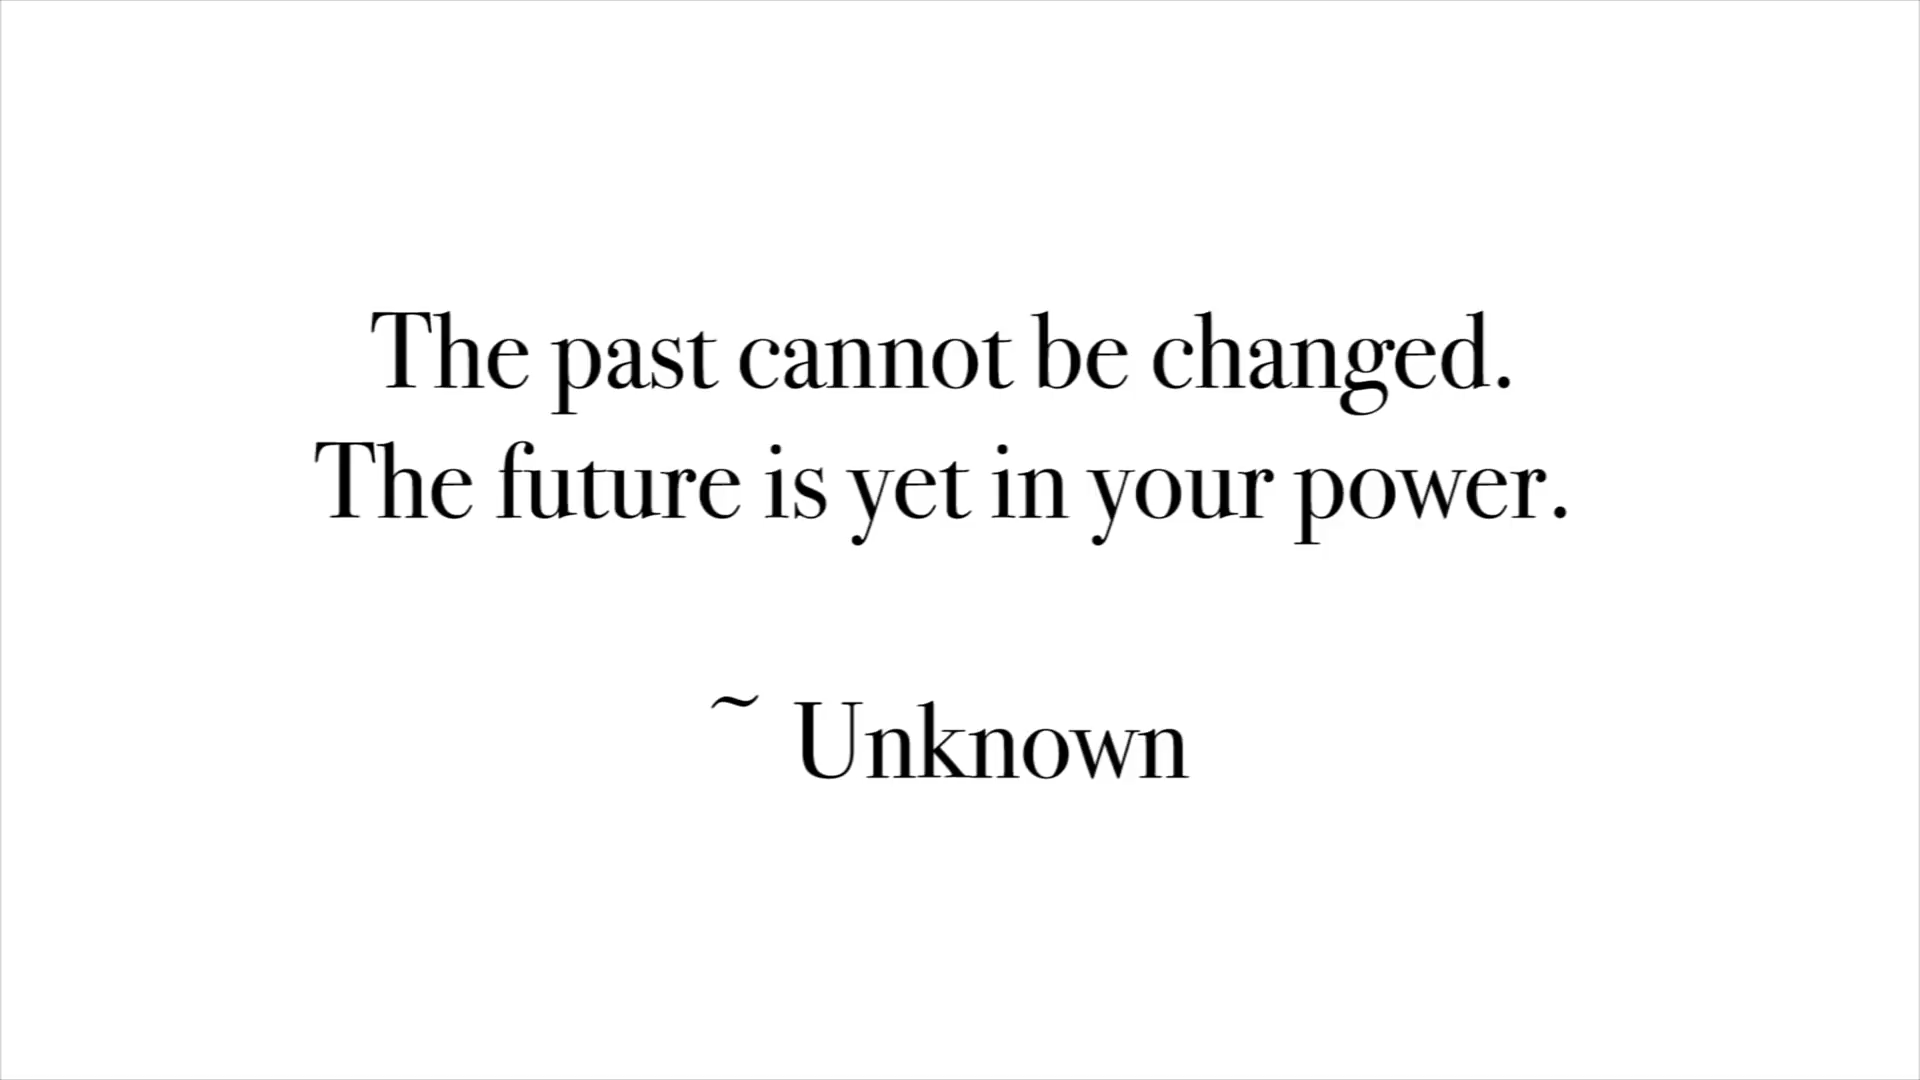 The past cannot be changed.
The future is yet in your power.
~ Unknown